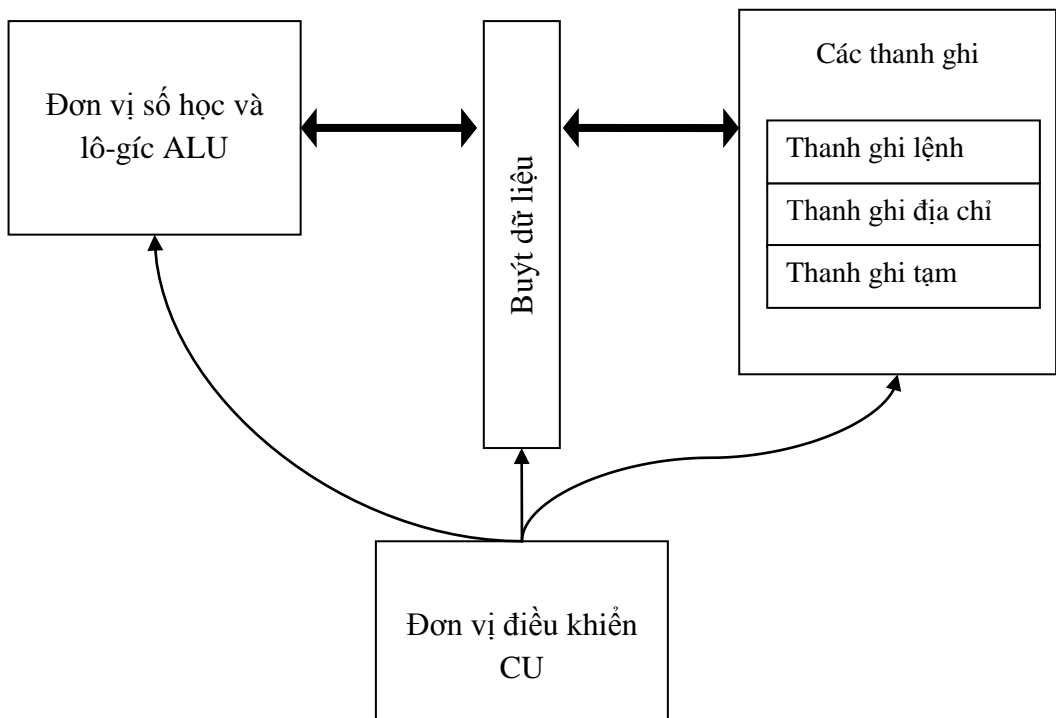 Đơn vị số học và
lô-gíc ALU
Buýt dữ liệu
Các thanh ghi
Thanh ghi lệnh
Thanh ghi địa chỉ
Thanh ghi tạm
Đơn vị điều khiển
CU